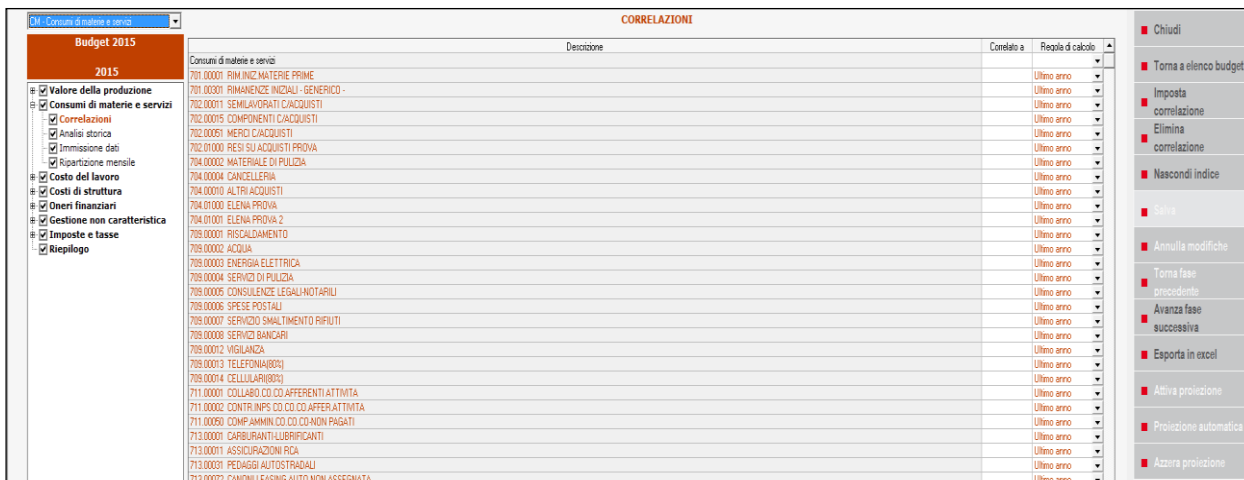 CM - Consumi di materie e servizi
CORRELAZIONI
Budget 2015
2015
Valore della produzione
Consumi di materie e servizi
Correlazioni
Analisi storica
Immissione dati
Ripartizione mensile
Costo del lavoro
Costi di struttura
Oneri finanziari
Gestione non caratteristica
Imposte e tasse
Riepilogo
Descrizione Correlato a Regola di calcolo
Consumi di materie e servizi
701.00001 RIM.INIZ.MATERIE PRIME Ultimo anno
701.00301 RIMANENZE INIZIALI - GENERICO - Ultimo anno
702.00011 SEMILAVORATI C/ACQUISTI Ultimo anno
702.00015 COMPONENTI C/ACQUISTI Ultimo anno
702.00051 MERCI C/ACQUISTI Ultimo anno
702.01000 RESI SU ACQUISTI PROVA Ultimo anno
704.00002 MATERIALE DI PULIZIA Ultimo anno
704.00004 CANCELLERIA Ultimo anno
704.00010 ALTRI ACQUISTI Ultimo anno
704.01000 ELENA PROVA Ultimo anno
704.01001 ELENA PROVA 2 Ultimo anno
709.00001 RISCALDAMENTO Ultimo anno
709.00002 ACQUA Ultimo anno
709.00003 ENERGIA ELETTRICA Ultimo anno
709.00004 SERVIZI DI PULIZIA Ultimo anno
709.00005 CONSULENZE LEGALI-NOTARILI Ultimo anno
709.00006 SPESE POSTALI Ultimo anno
709.00007 SERVIZIO SMALTIMENTO RIFIUTI Ultimo anno
709.00008 SERVIZI BANCARI Ultimo anno
709.00012 VIGILANZA Ultimo anno
709.00013 TELEFONIA(80%) Ultimo anno
709.00014 CELLULARI(80%) Ultimo anno
711.00001 COLLABO.CO.CO.AFFERENTI ATTIVITA Ultimo anno
711.00002 CONTR.INPS CO.CO.CO.AFFER.ATTIVITA Ultimo anno
711.00050 COMP.AMMIN.CO.CO.CO-NON PAGATI Ultimo anno
713.00001 CARBURANTI-LUBRIFICANTI Ultimo anno
713.00011 ASSICURAZIONI RCA Ultimo anno
713.00031 PEDAGGI AUTOSTRADALI Ultimo anno
713.00072 CANONI LEASING AUTO NON ASSEGNATA Ultimo anno
Chiudi
Torna a elenco budget
Imposta
correlazione
Elimina
correlazione
Nascondi indice
Salva
Annulla modifiche
Torna fase
precedente
Avanza fase
successiva
Esporta in excel
Attiva proiezione
Proiezione automatica
Azzera proiezione